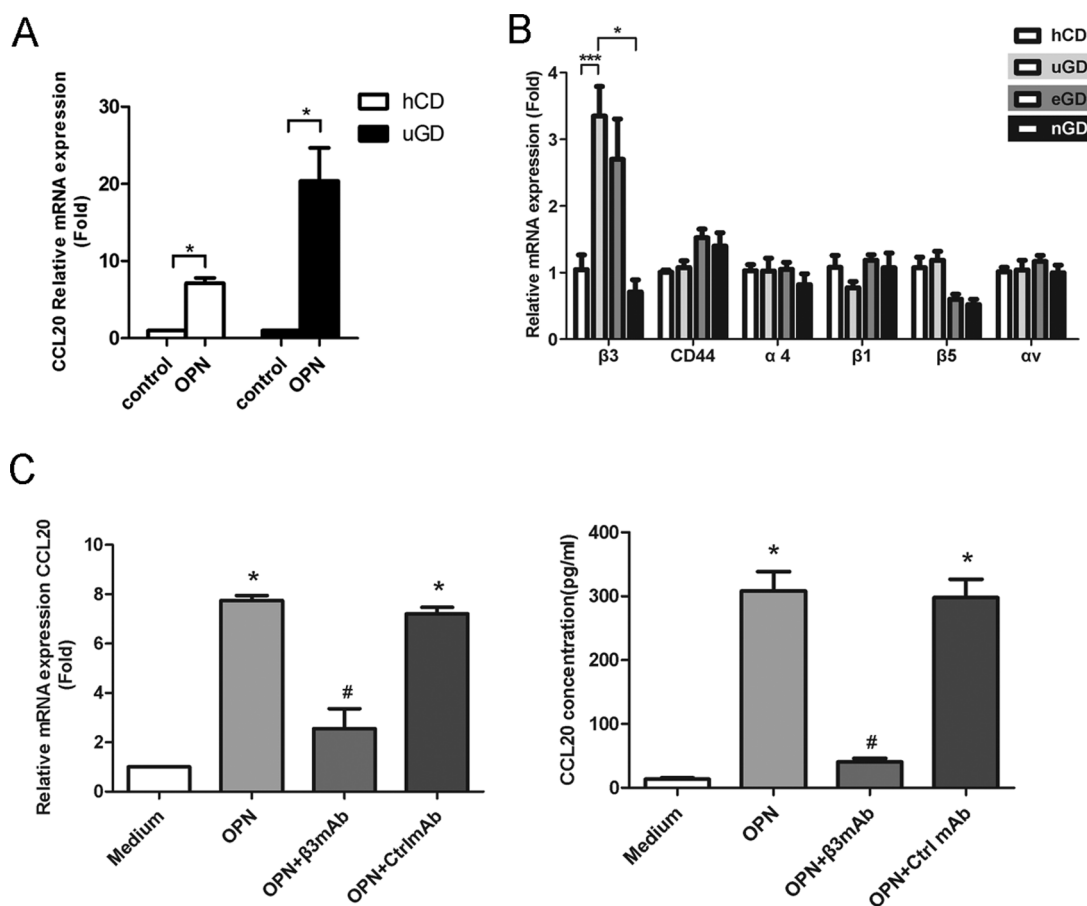 A
CCL20 Relative mRNA expression
(Fold)
30
20
10
0
control
OPN
control
OPN
*
*
hCD
uGD
B
Relative mRNA expression (Fold)
4
3
2
1
0
***
*
β3
CD44
α 4
β1
β5
αv
hCD
uGD
eGD
nGD
C
Relative mRNA expression CCL20
(Fold)
10
8
6
4
2
0
*
#
*
Medium
OPN
OPN+β3mAb
OPN+CtrlmAb
CCL20 concentration(pg/ml)
400
300
200
100
0
*
#
*
Medium
OPN
OPN+β3mAb
OPN+Ctrl mAb